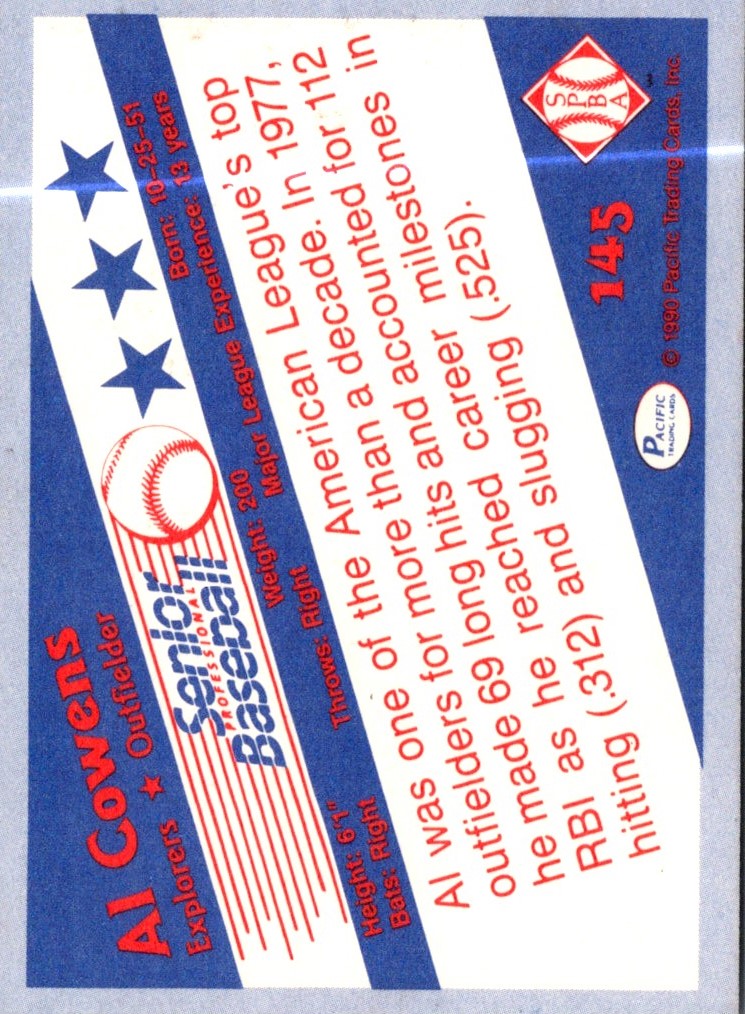 Al Cowens
Explorers ★ Outfielder
Senior
PROFESSIONAL
Baseball
Height: 6'1" Weight: 200 Born: 10-25-51
Bats: Right Throws: Right Major League Experience: 13 years
Al was one of the American League's top
outfielders for more than a decade. In 1977,
he made 69 long hits and accounted for 112
RBI as he reached career milestones in
hitting (.312) and slugging (.525).
SPBA
145
PACIFIC
TRADING CARDS
© 1990 Pacific Trading Cards, Inc.